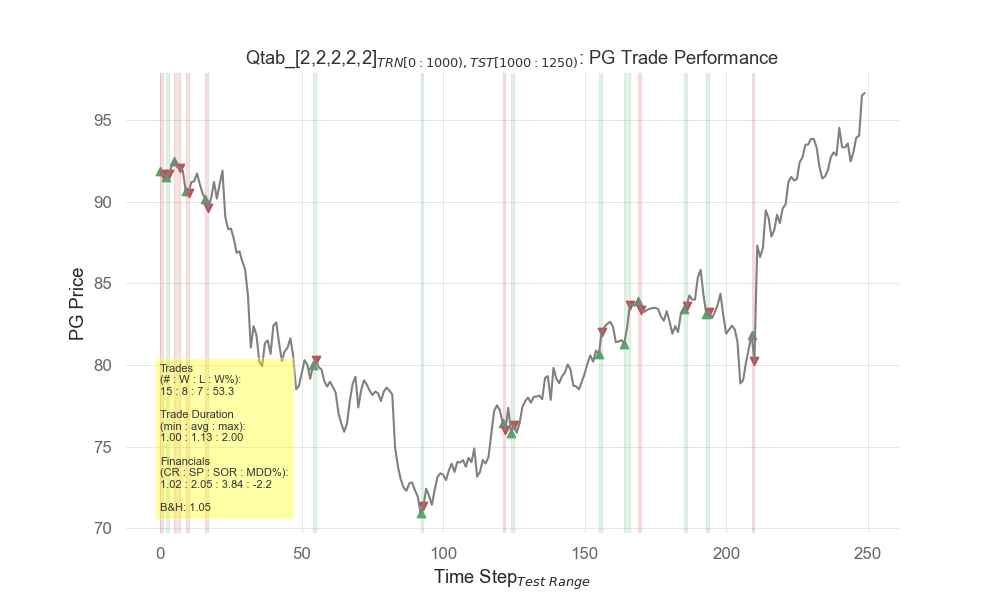 Qtab_[2,2,2,2,2]TRN[0 : 1000), TST[1000 : 1250): PG Trade Performance
95
90
85
80
75
70
PG Price
Trades
(# : W : L : W%):
15 : 8 : 7 : 53.3
Trade Duration
(min : avg : max):
1.00 : 1.13 : 2.00
Financials
(CR : SP : SOR : MDD%):
1.02 : 2.05 : 3.84 : -2.2
B&H: 1.05
0 50 100 150 200 250
Time StepTest Range